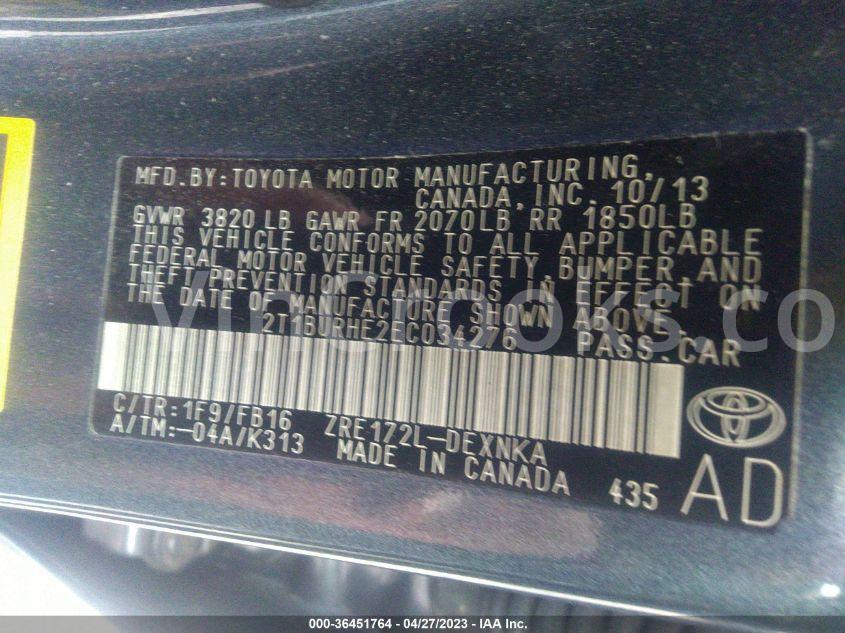 MFD.BY:TOYOTA MOTOR MANUFACTURING,
CANADA, INC. 10/13
GVWR 3820 LB GAWR FR 2070LB RR 1850LB
THIS VEHICLE CONFORMS TO ALL APPLICABLE
FEDERAL MOTOR VEHICLE SAFETY, BUMPER, AND
THEFT PREVENTION STANDARDS IN EFFECT ON
THE DATE OF MANUFACTURE SHOWN ABOVE.
2T1BURHE2EC034276 PASS.CAR
C/TR:1F9/FB16 ZRE172L-DEXNKA
A/TM:-04A/K313 MADE IN CANADA 435
AD
VinCrooks.com
000-36451764 - 04/27/2023 - IAA Inc.